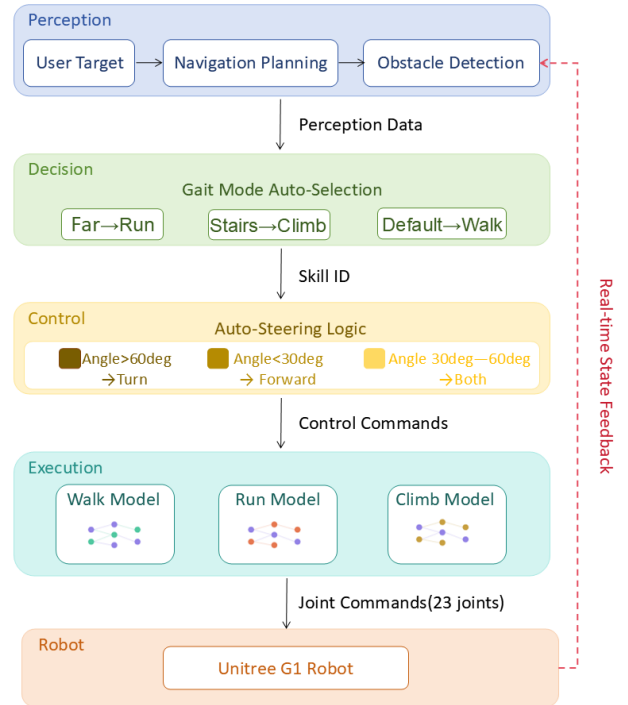 Perception
User Target
Navigation Planning
Obstacle Detection
Perception Data
Decision
Gait Mode Auto-Selection
Far→Run
Stairs→Climb
Default→Walk
Skill ID
Control
Auto-Steering Logic
Angle>60deg
→Turn
Angle<30deg
→ Forward
Angle 30deg—60deg
→Both
Control Commands
Execution
Walk Model
Run Model
Climb Model
Joint Commands(23 joints)
Robot
Unitree G1 Robot
Real-time State Feedback